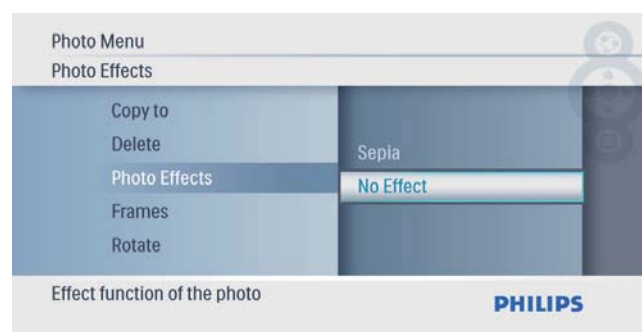 Photo Menu
Photo Effects
Copy to
Delete
Photo Effects
Frames
Rotate
Sepia
No Effect
Effect function of the photo
PHILIPS